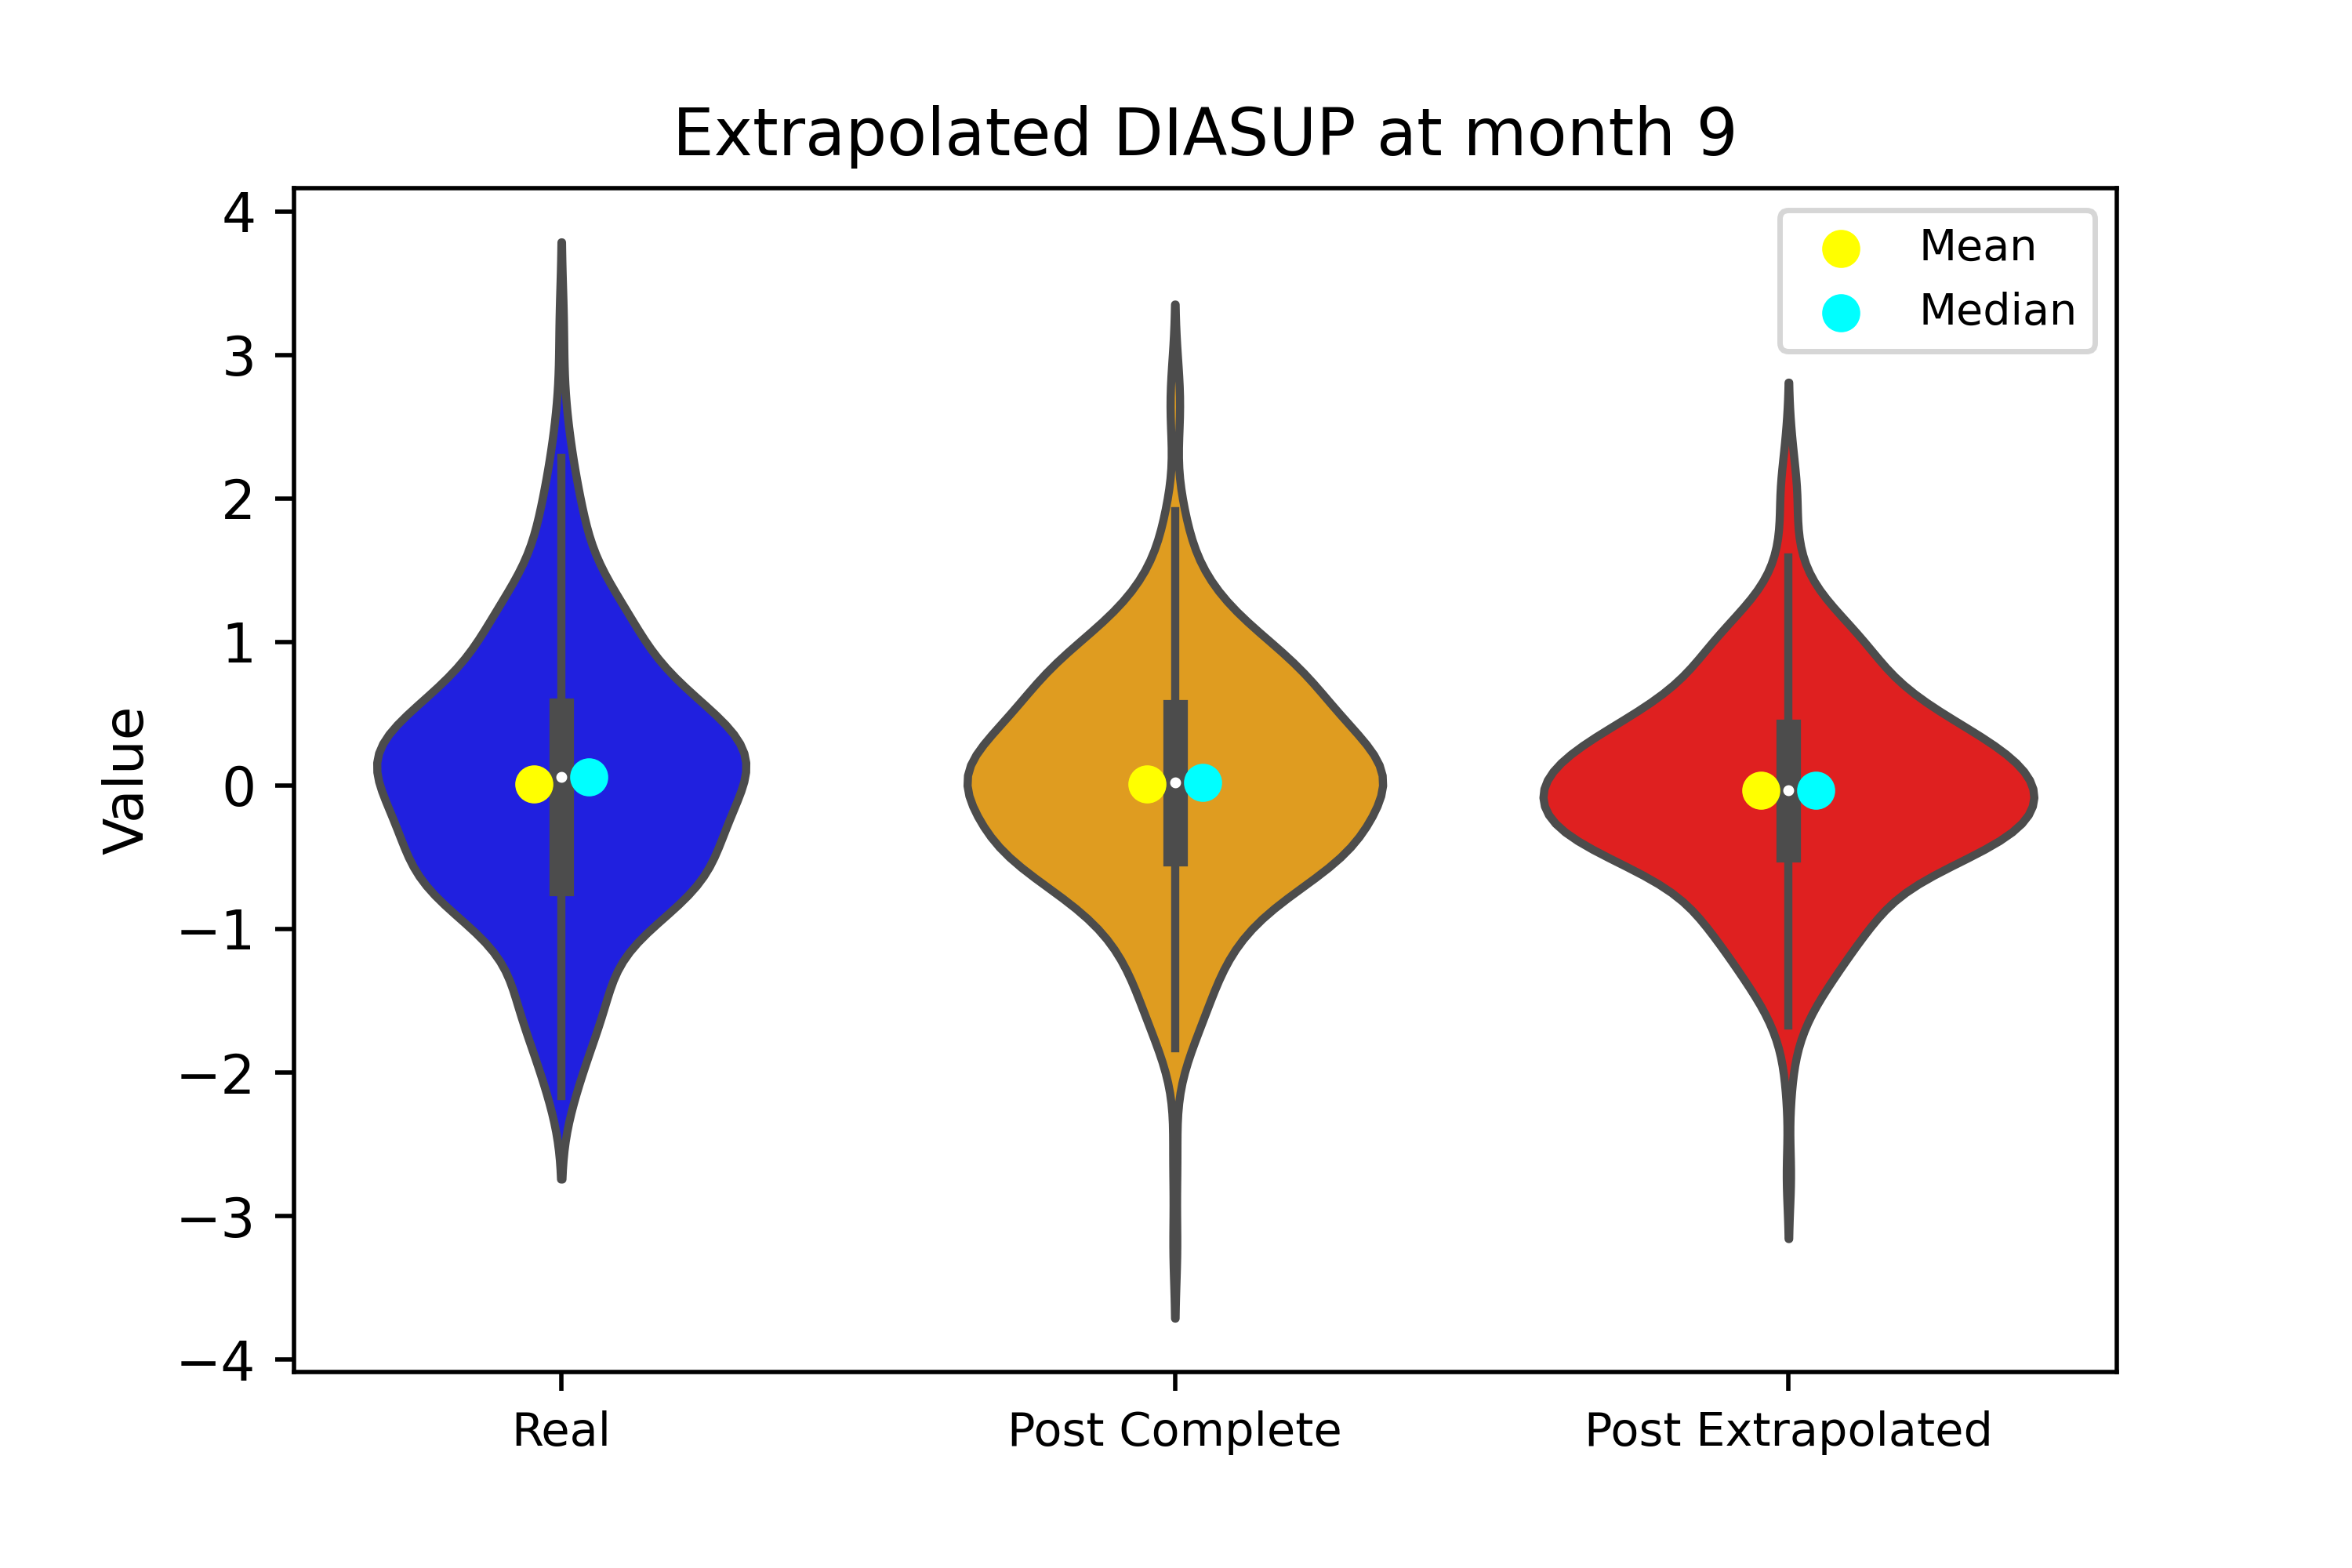 Extrapolated DIASUP at month 9
Mean
Median
4
3
2
1
0
−1
−2
−3
−4
Value
Real
Post Complete
Post Extrapolated